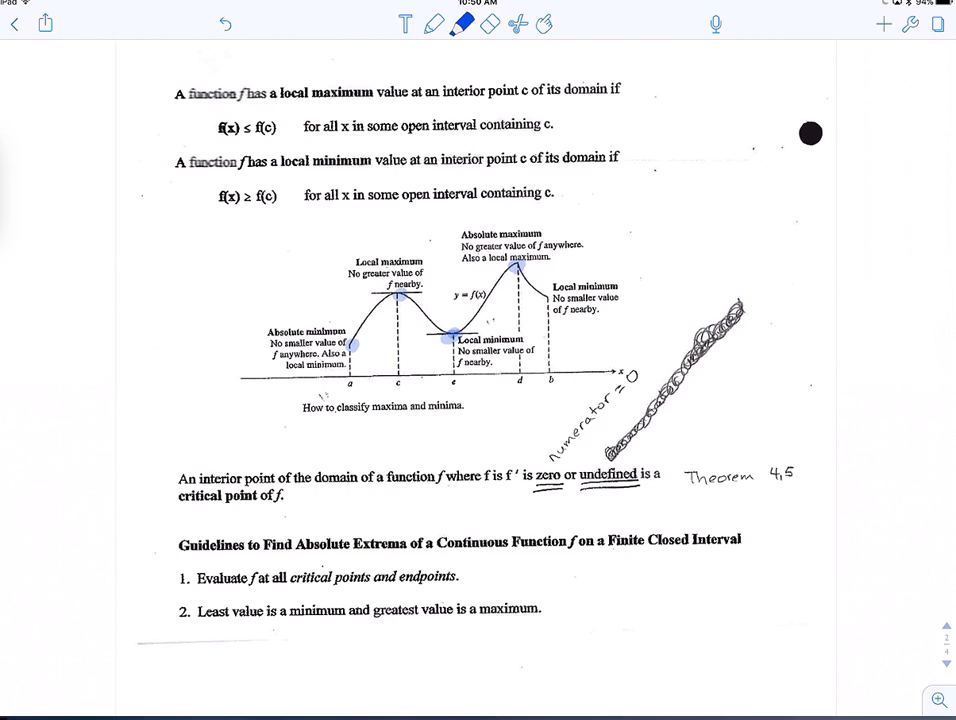 iPad
10:50 AM
94%
A function f has a local maximum value at an interior point c of its domain if
f(x) ≤ f(c) for all x in some open interval containing c.
A function f has a local minimum value at an interior point c of its domain if
f(x) ≥ f(c) for all x in some open interval containing c.
Absolute maximum
No greater value of f anywhere.
Also a local maximum.
Local maximum
No greater value of
f nearby.
y = f(x)
Local minimum
No smaller value
of f nearby.
Absolute minimum
No smaller value of
f anywhere. Also a
local minimum.
Local minimum
No smaller value of
f nearby.
a c e d b x
How to classify maxima and minima.
numerator = 0
An interior point of the domain of a function f where f is f ' is zero or undefined is a
critical point of f.
Theorem 4,5
Guidelines to Find Absolute Extrema of a Continuous Function f on a Finite Closed Interval
1. Evaluate f at all critical points and endpoints.
2. Least value is a minimum and greatest value is a maximum.
2
4